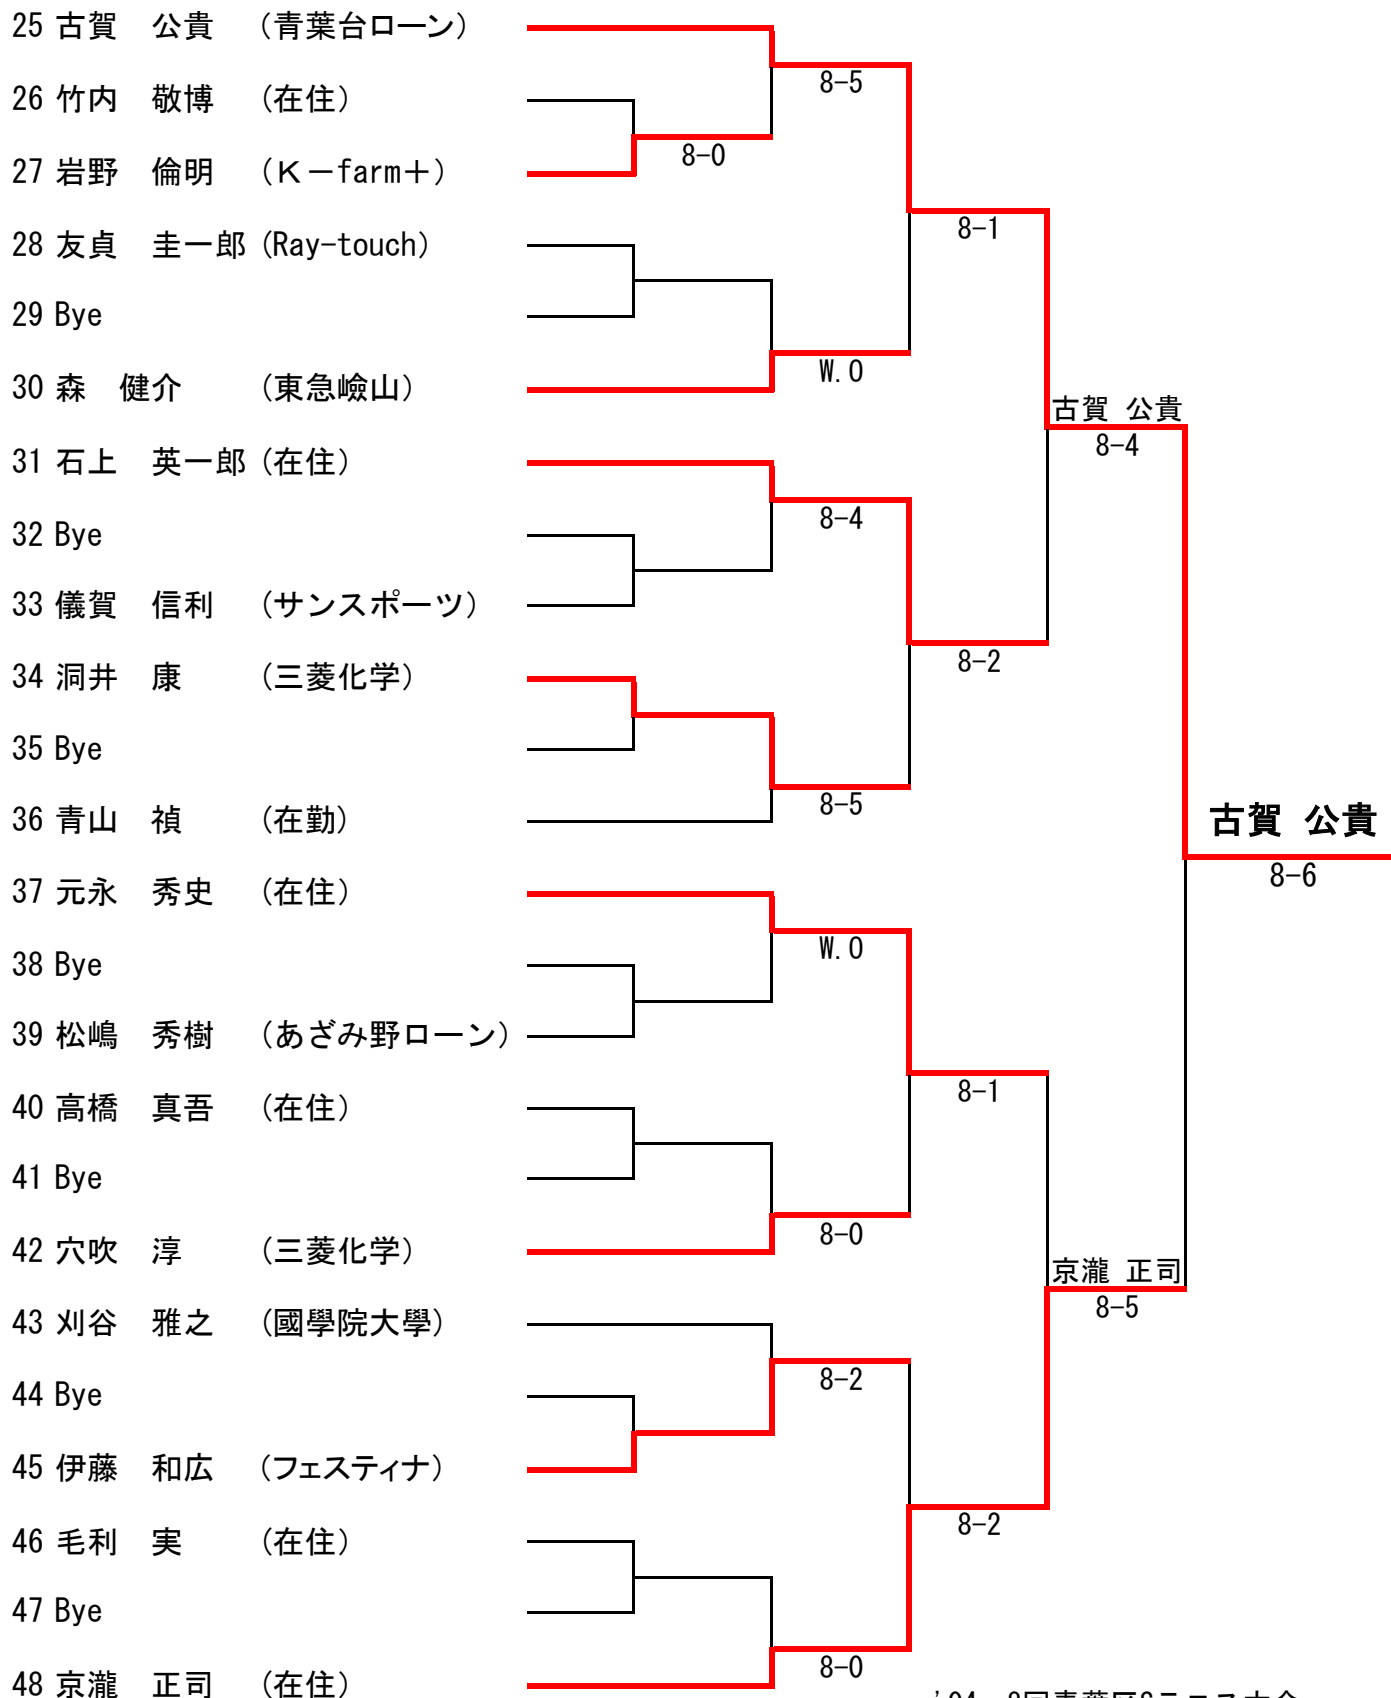 25 古賀　公貴　（青葉台ローン）
8-5
26 竹内　敬博　（在住）
8-0
27 岩野　倫明　（Ｋ－farm＋）
8-1
28 友貞　圭一郎（Ray-touch）
29 Bye
W.O
30 森　健介　（東急嶮山）
古賀 公貴
8-4
31 石上　英一郎（在住）
8-4
32 Bye
33 儀賀　信利　（サンスポーツ）
8-2
34 洞井　康　（三菱化学）
35 Bye
8-5
36 青山　禎　（在勤）
古賀 公貴
8-6
37 元永　秀史　（在住）
W.O
38 Bye
39 松嶋　秀樹　（あざみ野ローン）
8-1
40 高橋　真吾　（在住）
41 Bye
8-0
42 穴吹　淳　（三菱化学）
京瀧 正司
8-5
43 刈谷　雅之　（國學院大學）
8-2
44 Bye
45 伊藤　和広　（フェスティナ）
8-2
46 毛利　実　（在住）
47 Bye
8-0
48 京瀧　正司　（在住）